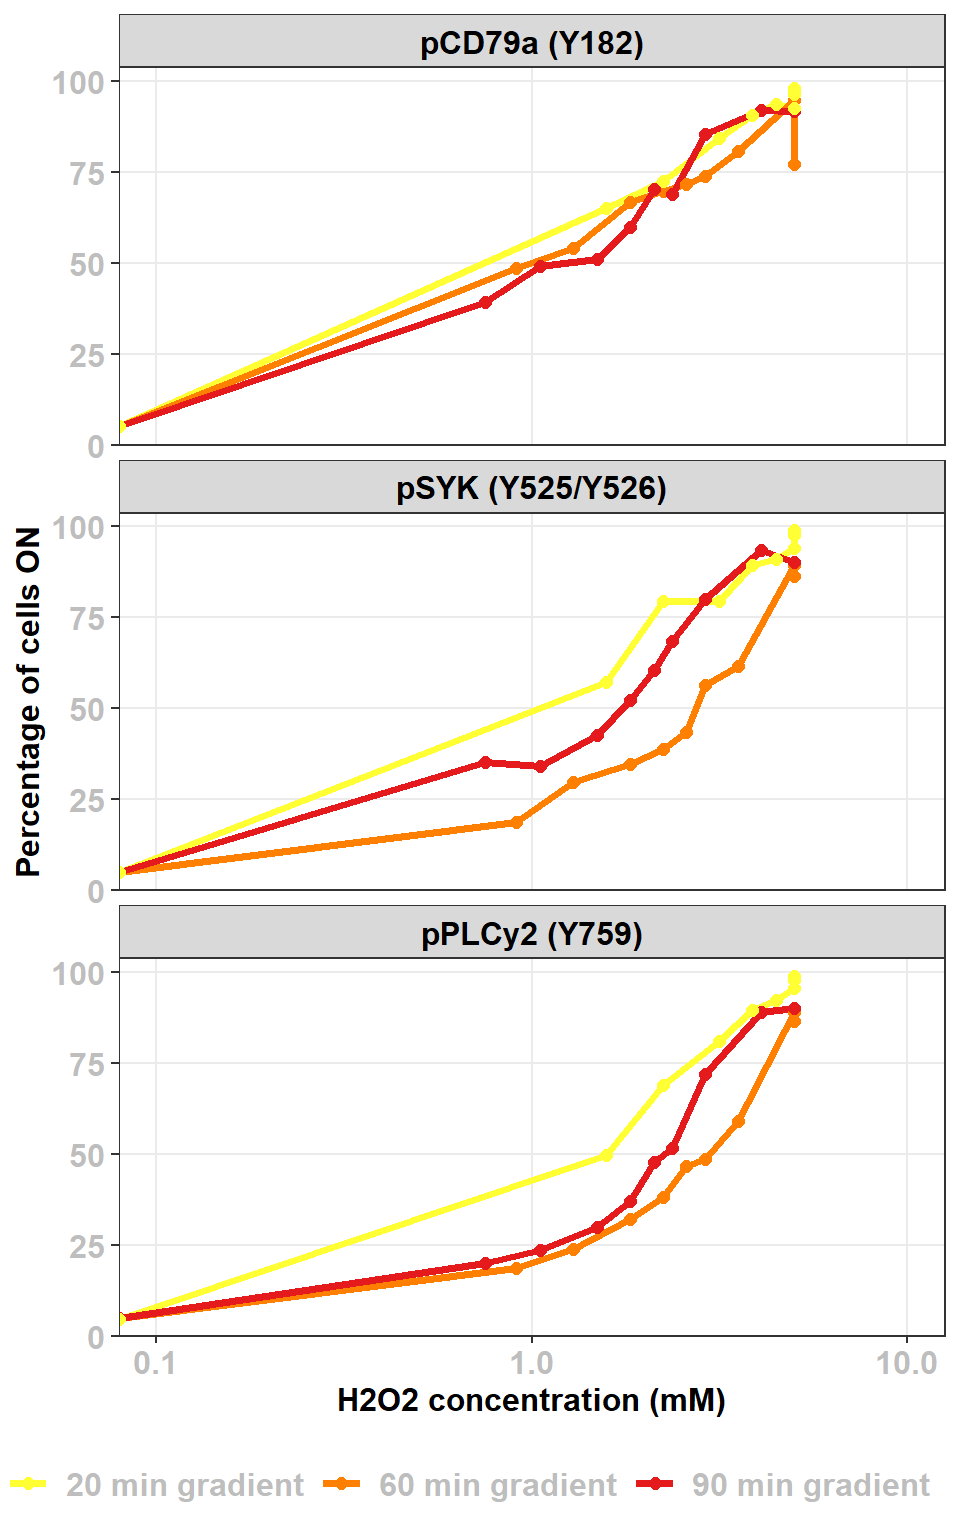 pCD79a (Y182)
100
75
50
25
0
pSYK (Y525/Y526)
100
75
50
25
0
Percentage of cells ON
pPLCy2 (Y759)
100
75
50
25
0
0.1 1.0 10.0
H2O2 concentration (mM)
20 min gradient 60 min gradient 90 min gradient